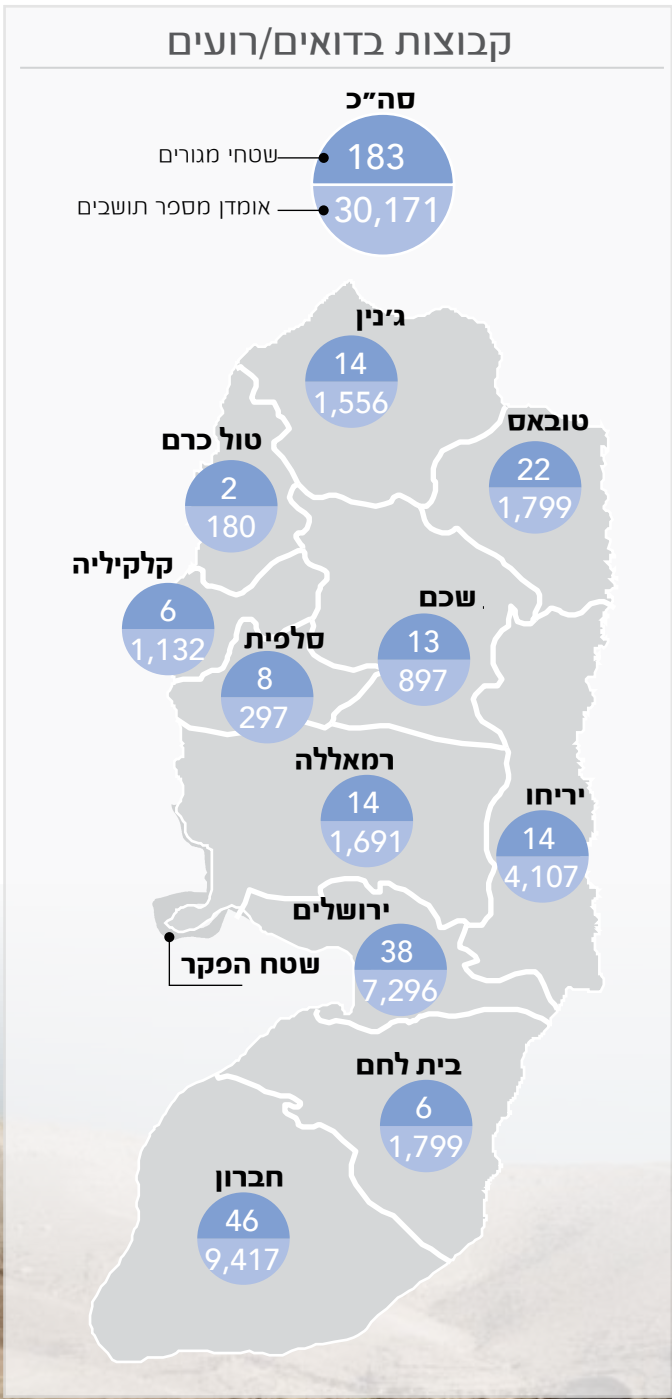 קבוצות בדואים/רועים
סה״כ
183
שטחי מגורים
30,171
אומדן מספר תושבים
ג׳נין
14
1,556
טובאס
22
1,799
טול כרם
2
180
קלקיליה
6
1,132
שכם
13
897
סלפית
8
297
רמאללה
14
1,691
יריחו
14
4,107
ירושלים
38
7,296
שטח הפקר
בית לחם
6
1,799
חברון
46
9,417